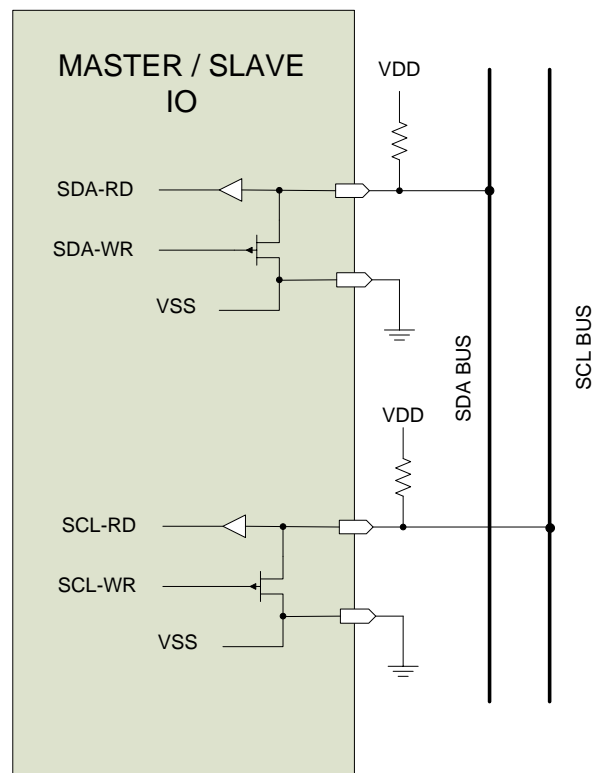 MASTER / SLAVE
IO
VDD
SDA-RD
SDA-WR
VSS
SDA BUS
SCL BUS
VDD
SCL-RD
SCL-WR
VSS